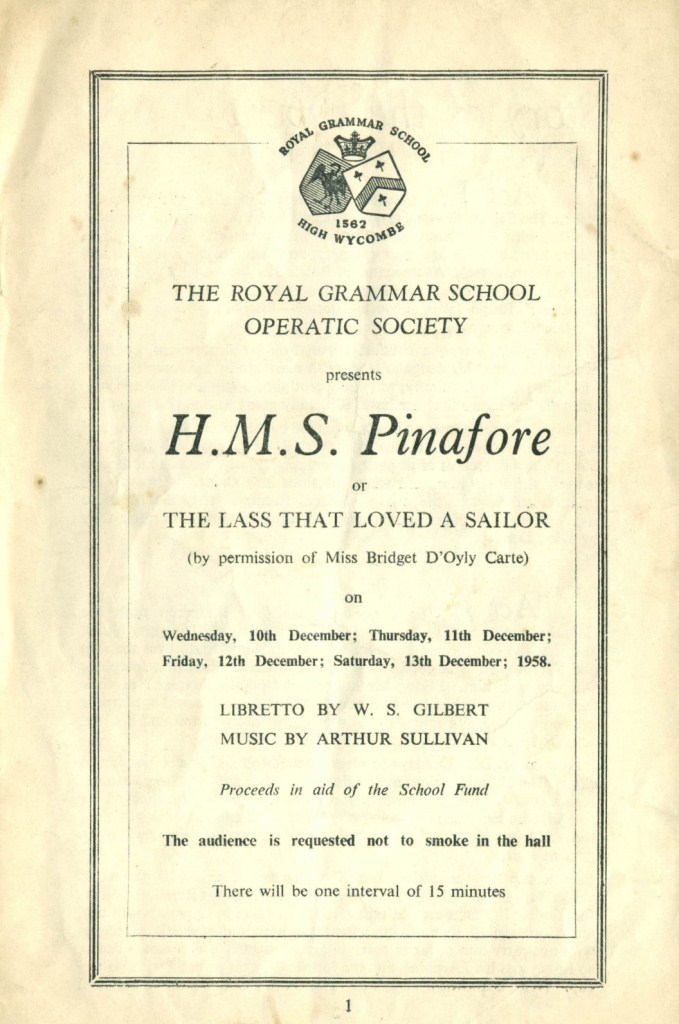 ROYAL GRAMMAR SCHOOL
1562
HIGH WYCOMBE
THE ROYAL GRAMMAR SCHOOL
OPERATIC SOCIETY
presents
H.M.S. Pinafore
or
THE LASS THAT LOVED A SAILOR
(by permission of Miss Bridget D'Oyly Carte)
on
Wednesday, 10th December; Thursday, 11th December;
Friday, 12th December; Saturday, 13th December; 1958.
LIBRETTO BY W. S. GILBERT
MUSIC BY ARTHUR SULLIVAN
Proceeds in aid of the School Fund
The audience is requested not to smoke in the hall
There will be one interval of 15 minutes
1